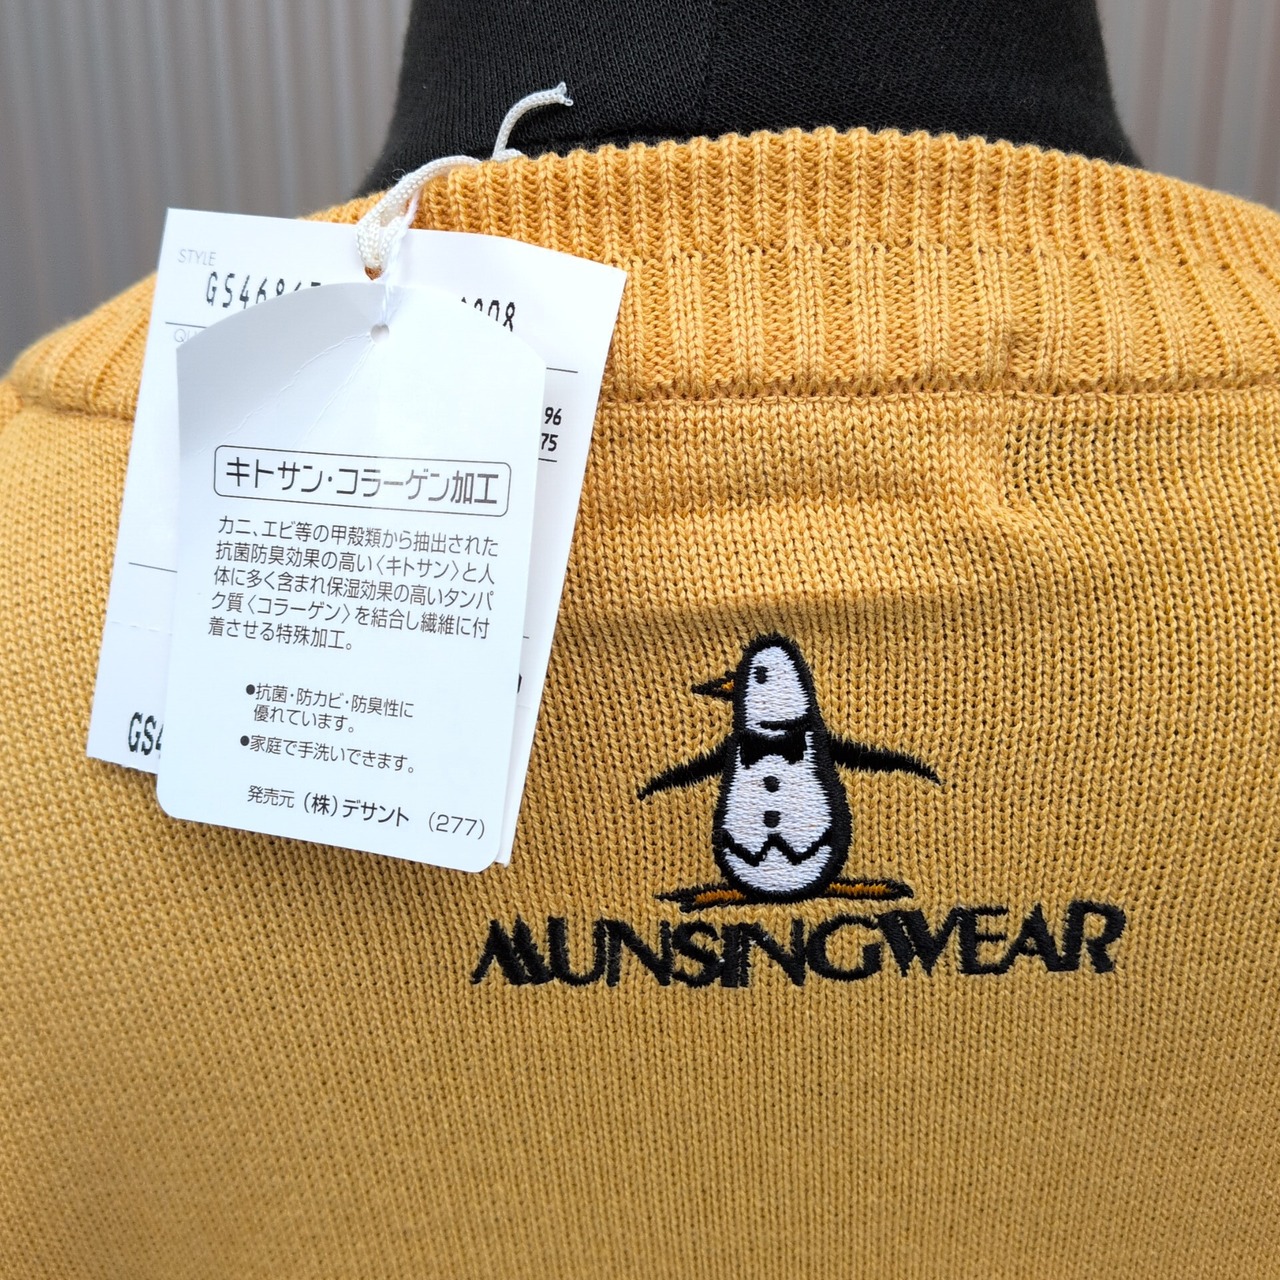 STYLE
96
75
キトサン・コラーゲン加工
カニ、エビ等の甲殻類から抽出された
抗菌防臭効果の高い〈キトサン〉と人
体に多く含まれ保湿効果の高いタンパ
ク質〈コラーゲン〉を結合し繊維に付
着させる特殊加工。
●抗菌・防カビ・防臭性に
優れています。
●家庭で手洗いできます。
発売元 (株)デサント (277)
MUNSINGWEAR